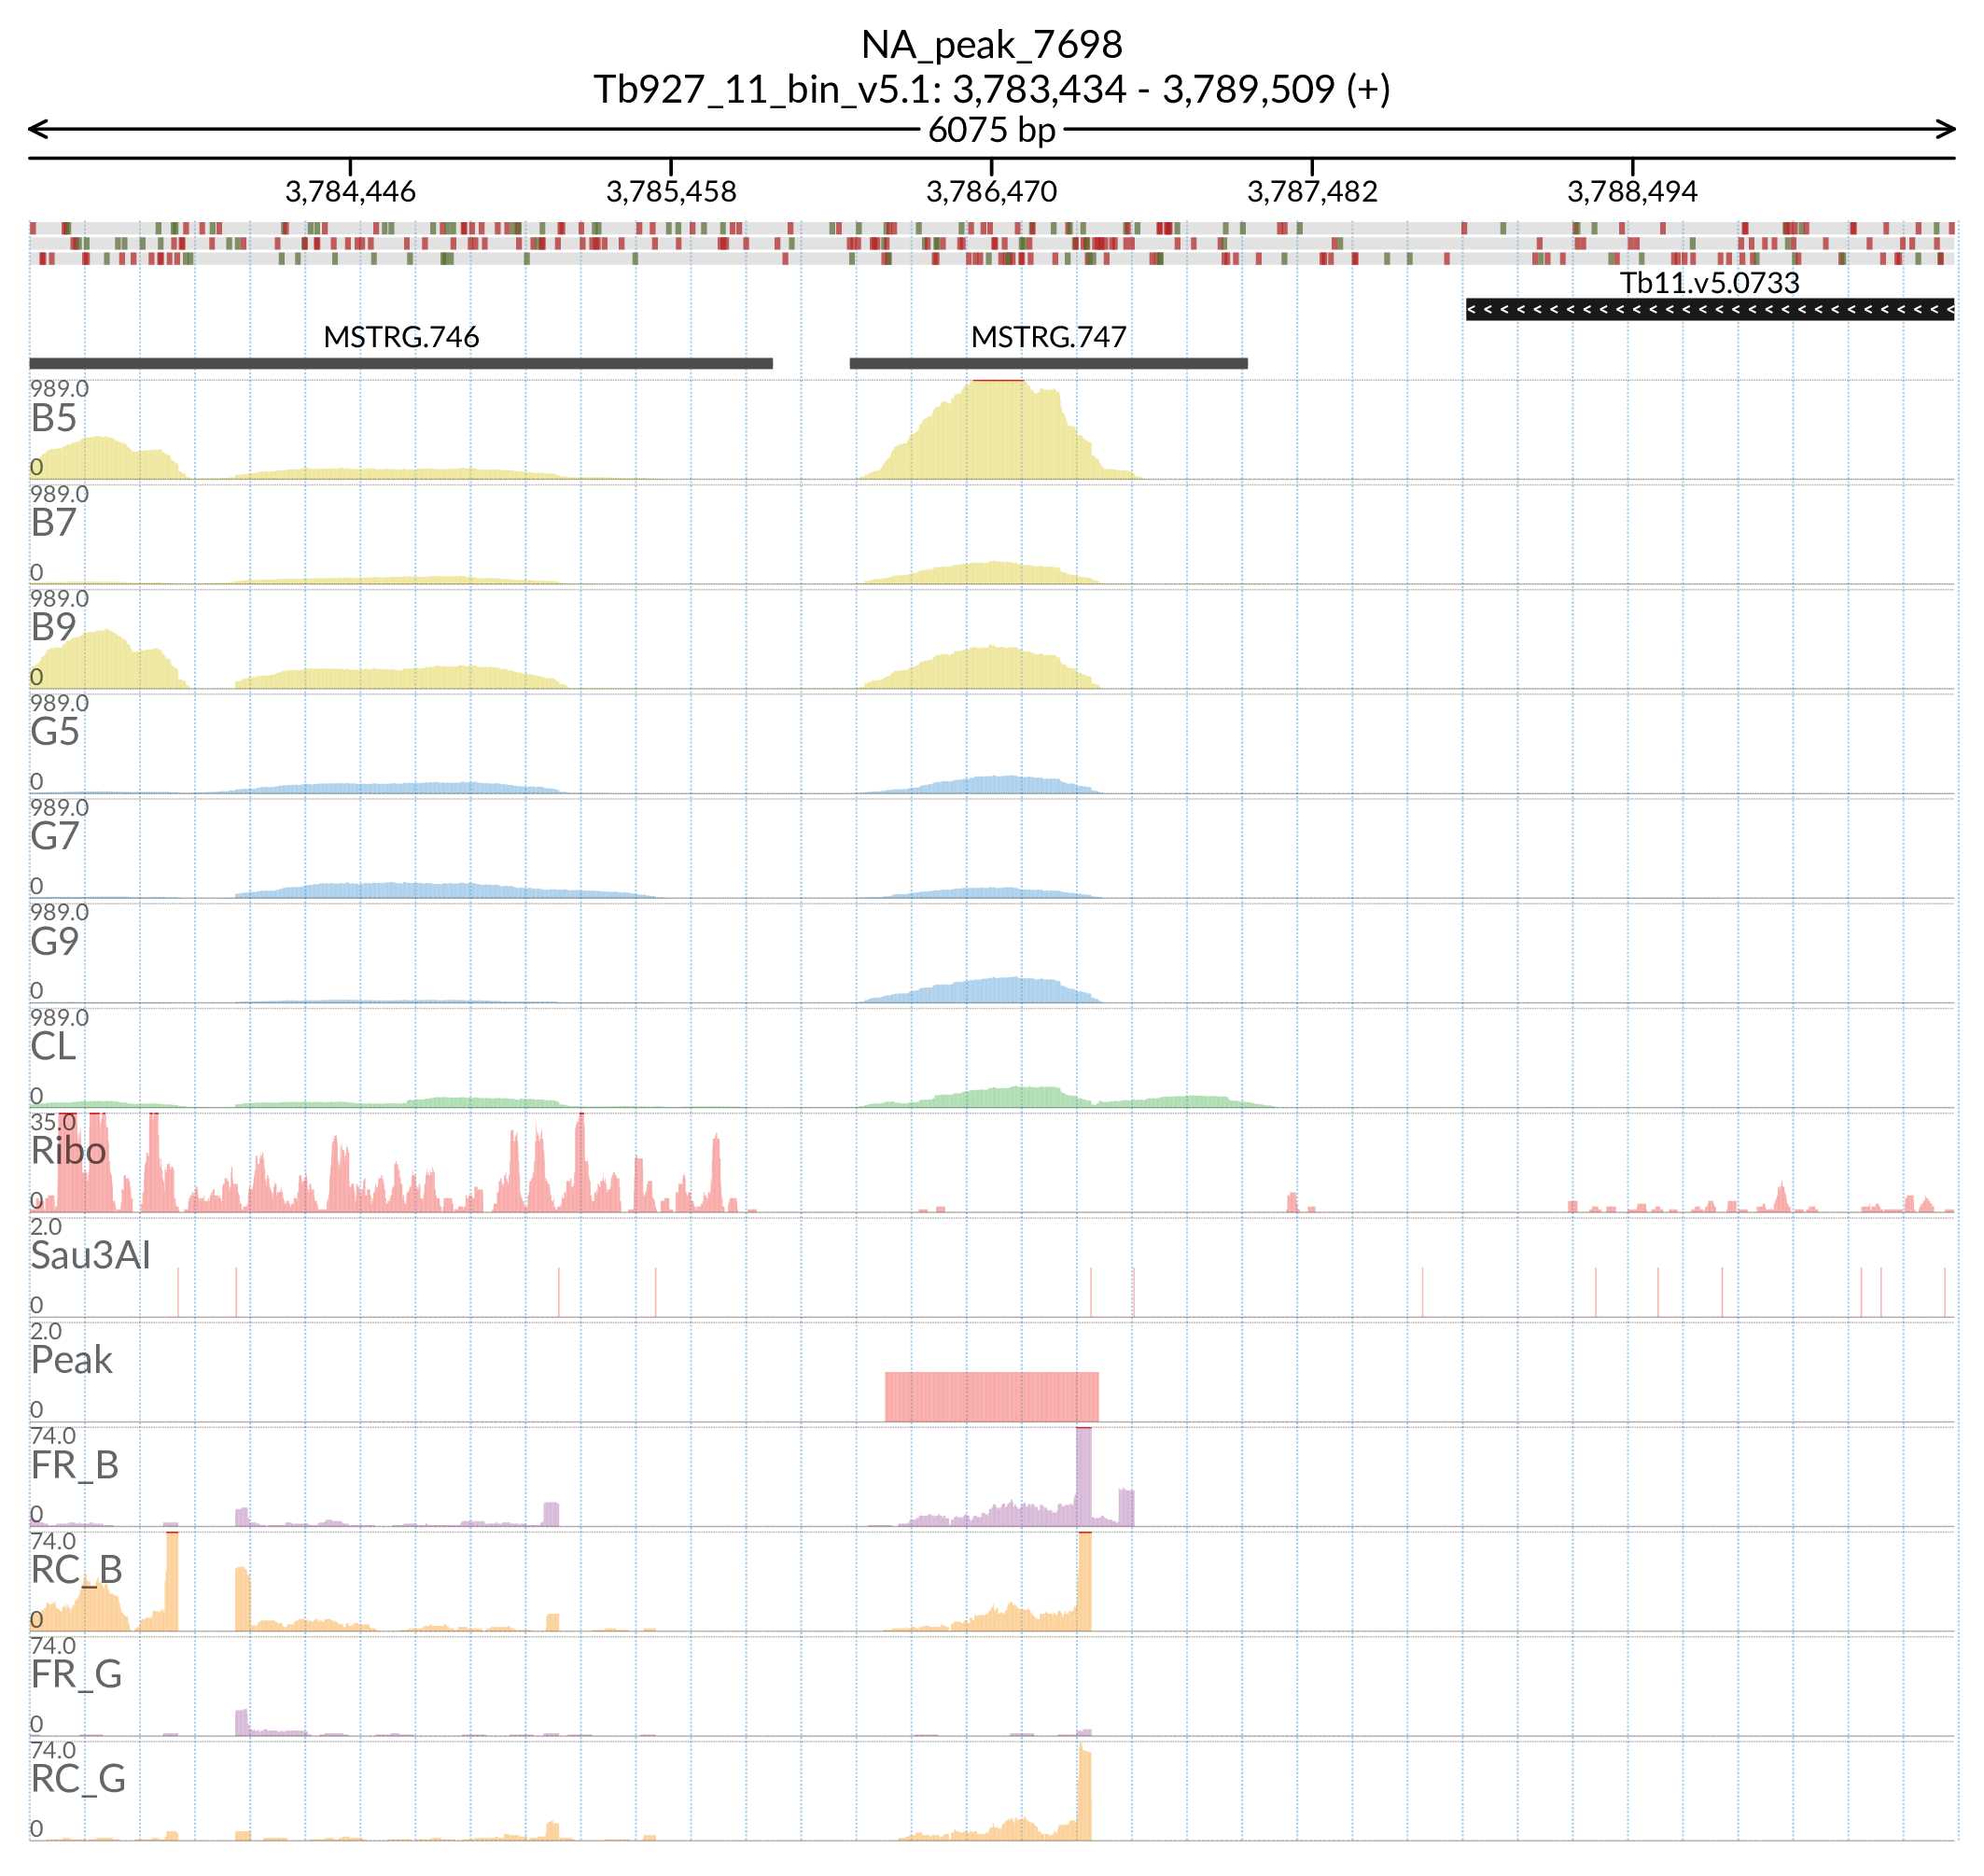 NA_peak_7698
Tb927_11_bin_v5.1: 3,783,434 - 3,789,509 (+)
6075 bp
3,784,446 3,785,458 3,786,470 3,787,482 3,788,494
Tb11.v5.0733
MSTRG.746 MSTRG.747
989.0
B5
0
989.0
B7
0
989.0
B9
0
989.0
G5
0
989.0
G7
0
989.0
G9
0
989.0
CL
0
35.0
Ribo
0
2.0
Sau3AI
0
2.0
Peak
0
74.0
FR_B
0
74.0
RC_B
0
74.0
FR_G
0
74.0
RC_G
0